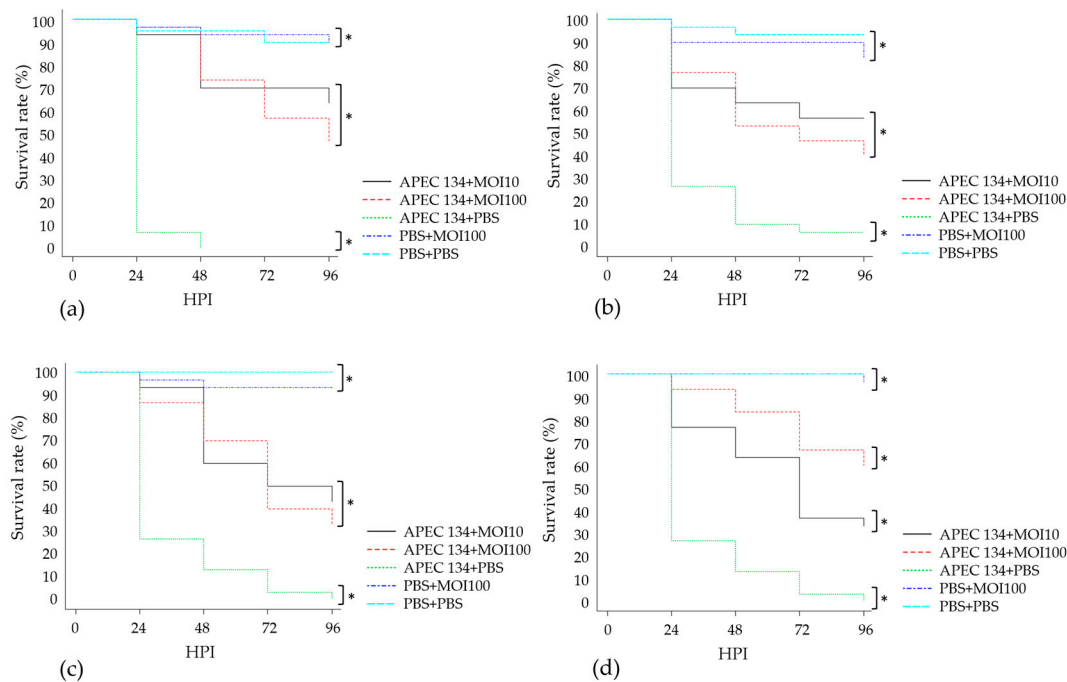 Survival rate (%)
100
90
80
70
60
50
40
30
20
10
0
*
*
*
APEC 134+MOI10
APEC 134+MOI100
APEC 134+PBS
PBS+MOI100
PBS+PBS
0 24 48 72 96
HPI
(a)
Survival rate (%)
100
90
80
70
60
50
40
30
20
10
0
*
*
*
APEC 134+MOI10
APEC 134+MOI100
APEC 134+PBS
PBS+MOI100
PBS+PBS
0 24 48 72 96
HPI
(b)
Survival rate (%)
100
90
80
70
60
50
40
30
20
10
0
*
*
*
APEC 134+MOI10
APEC 134+MOI100
APEC 134+PBS
PBS+MOI100
PBS+PBS
0 24 48 72 96
HPI
(c)
Survival rate (%)
100
90
80
70
60
50
40
30
20
10
0
*
*
*
*
APEC 134+MOI10
APEC 134+MOI100
APEC 134+PBS
PBS+MOI100
PBS+PBS
0 24 48 72 96
HPI
(d)